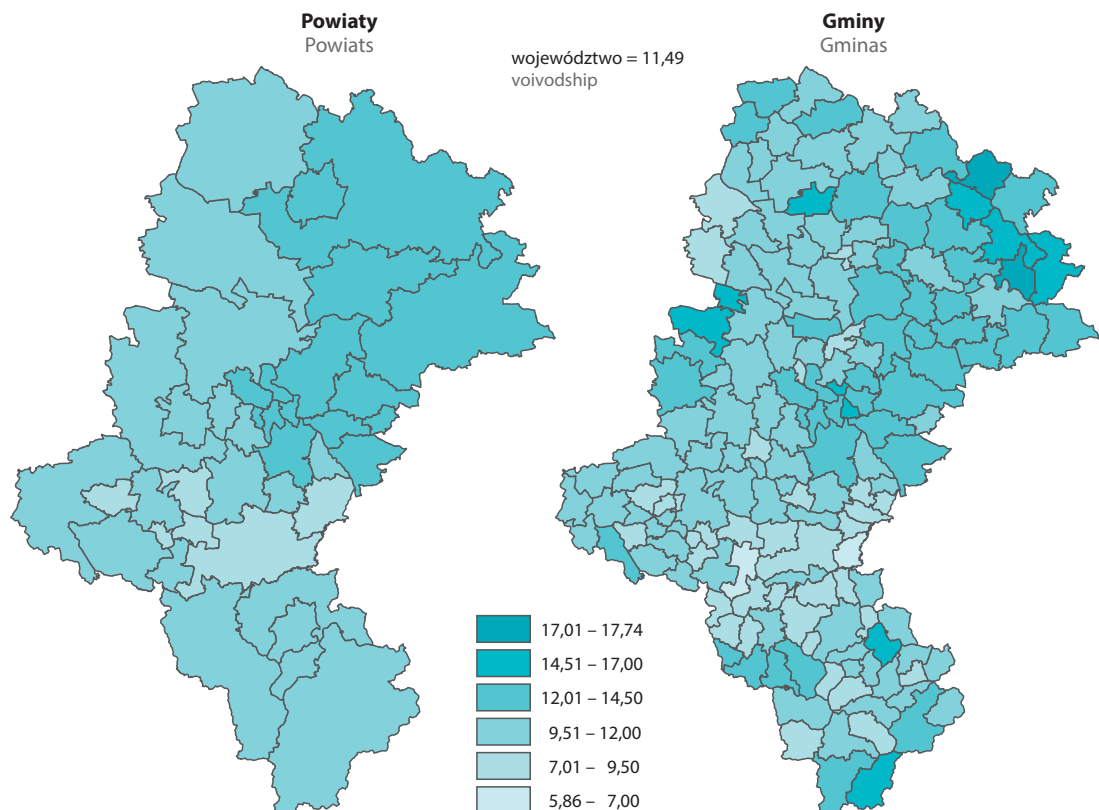 Powiaty
Powiats
Gminy
Gminas
województwo = 11,49
voivodship
17,01 – 17,74
14,51 – 17,00
12,01 – 14,50
9,51 – 12,00
7,01 – 9,50
5,86 – 7,00